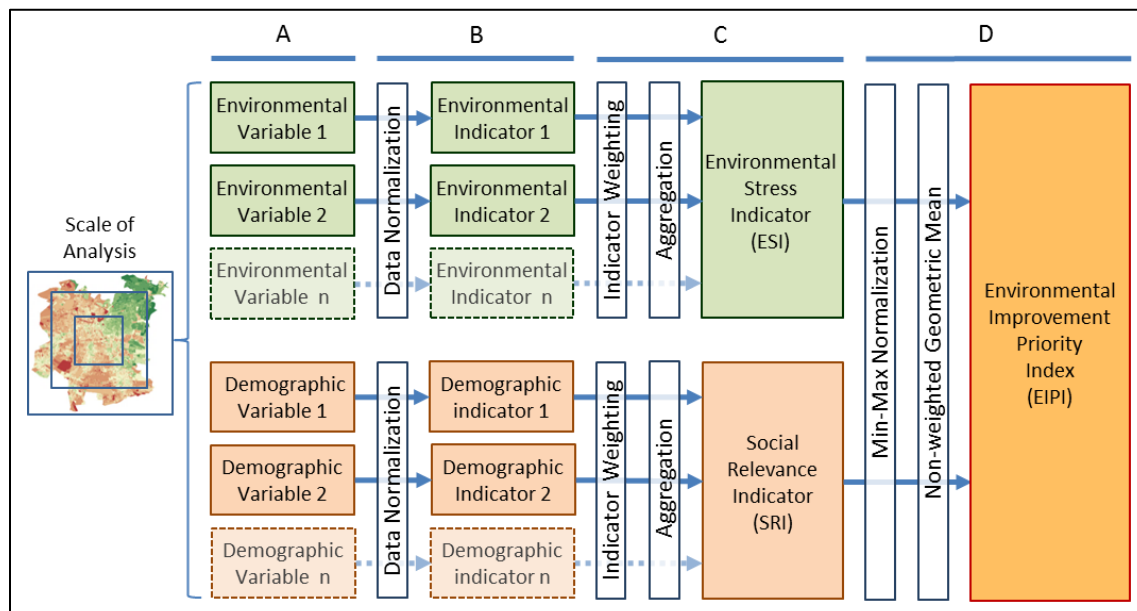 A
B
C
D
Scale of
Analysis
Environmental
Variable 1
Environmental
Variable 2
Environmental
Variable n
Data Normalization
Environmental
Indicator 1
Environmental
Indicator 2
Environmental
Indicator n
Indicator Weighting
Aggregation
Environmental
Stress
Indicator
(ESI)
Demographic
Variable 1
Demographic
Variable 2
Demographic
Variable n
Data Normalization
Demographic
indicator 1
Demographic
Indicator 2
Demographic
indicator n
Indicator Weighting
Aggregation
Social
Relevance
Indicator
(SRI)
Min-Max Normalization
Non-weighted Geometric Mean
Environmental
Improvement
Priority
Index
(EIPI)